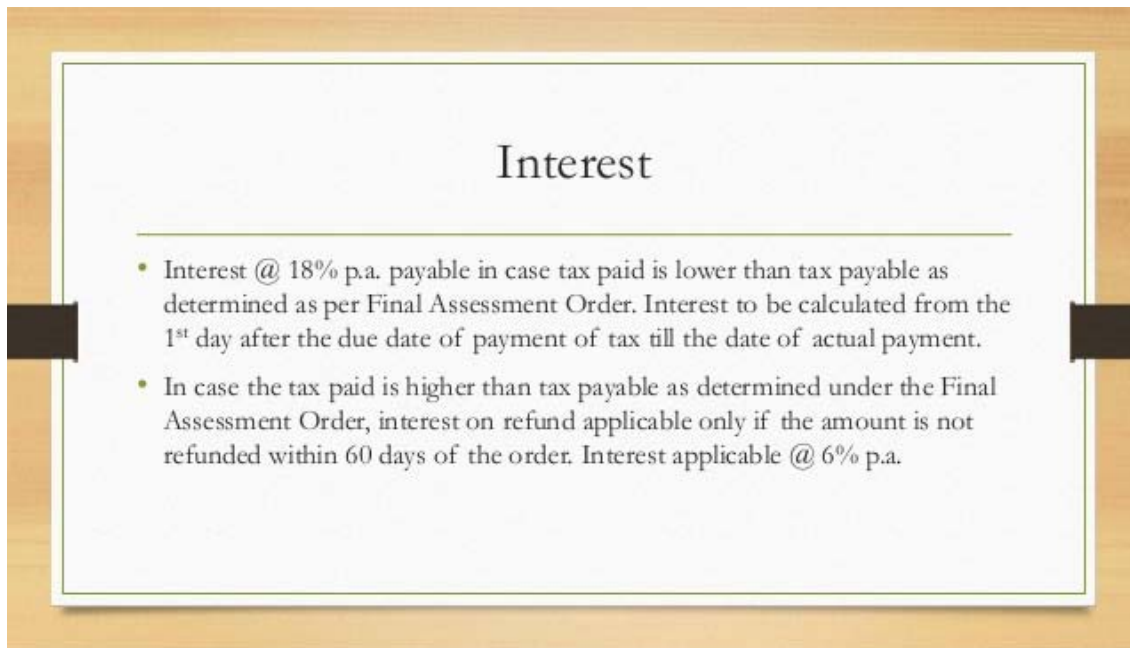 Interest
• Interest @ 18% p.a. payable in case tax paid is lower than tax payable as
determined as per Final Assessment Order. Interest to be calculated from the
1st day after the due date of payment of tax till the date of actual payment.
• In case the tax paid is higher than tax payable as determined under the Final
Assessment Order, interest on refund applicable only if the amount is not
refunded within 60 days of the order. Interest applicable @ 6% p.a.